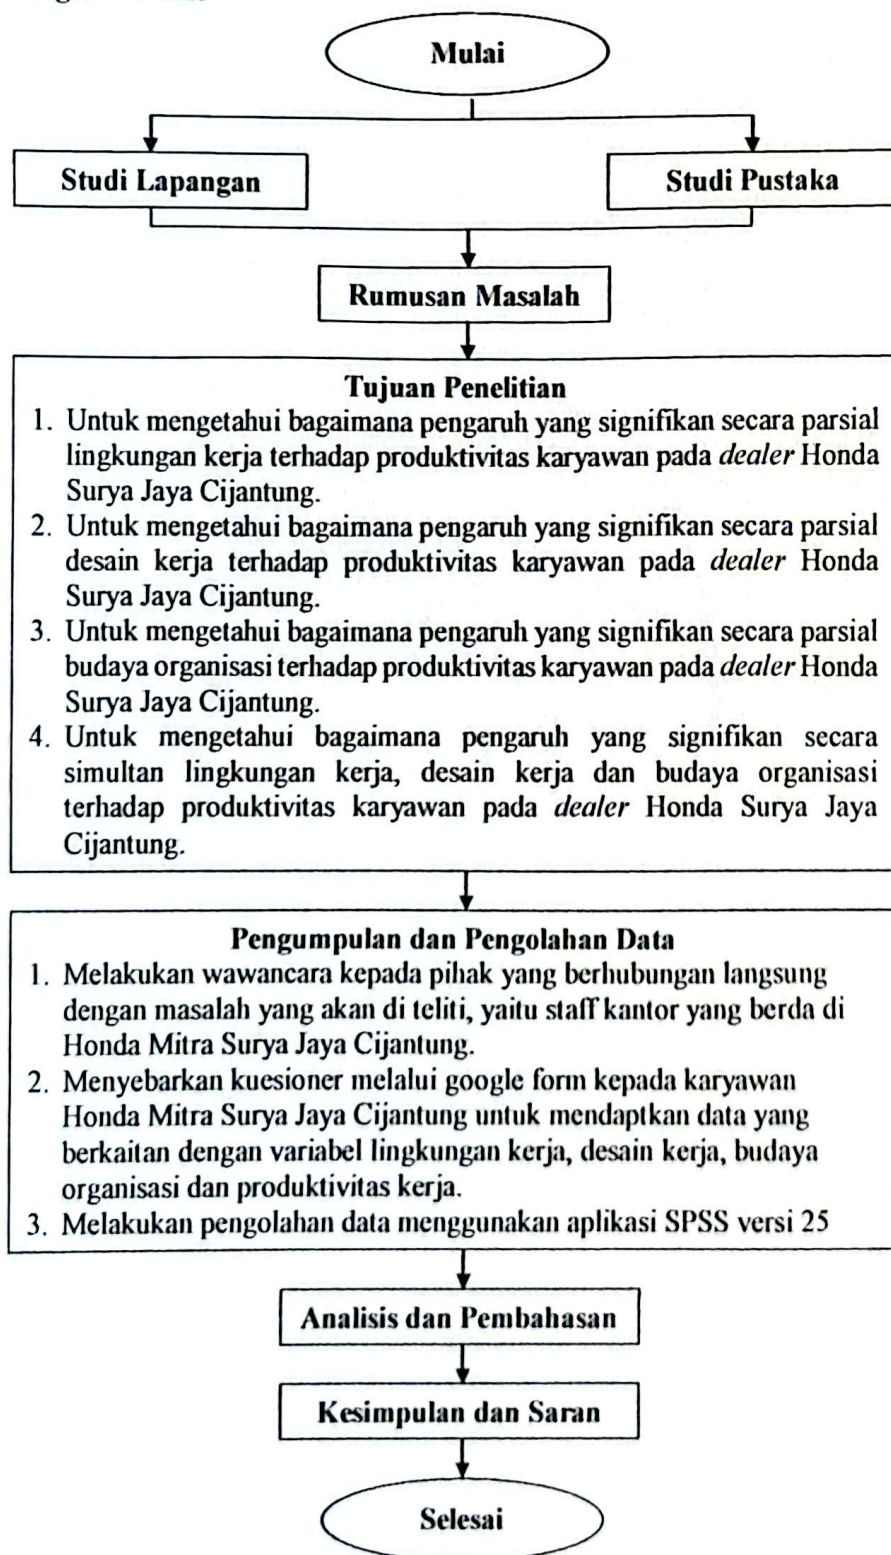 Mulai
Studi Lapangan
Studi Pustaka
Rumusan Masalah
Tujuan Penelitian
1. Untuk mengetahui bagaimana pengaruh yang signifikan secara parsial
lingkungan kerja terhadap produktivitas karyawan pada dealer Honda
Surya Jaya Cijantung.
2. Untuk mengetahui bagaimana pengaruh yang signifikan secara parsial
desain kerja terhadap produktivitas karyawan pada dealer Honda
Surya Jaya Cijantung.
3. Untuk mengetahui bagaimana pengaruh yang signifikan secara parsial
budaya organisasi terhadap produktivitas karyawan pada dealer Honda
Surya Jaya Cijantung.
4. Untuk mengetahui bagaimana pengaruh yang signifikan secara
simultan lingkungan kerja, desain kerja dan budaya organisasi
terhadap produktivitas karyawan pada dealer Honda Surya Jaya
Cijantung.
Pengumpulan dan Pengolahan Data
1. Melakukan wawancara kepada pihak yang berhubungan langsung
dengan masalah yang akan di teliti, yaitu staff kantor yang berda di
Honda Mitra Surya Jaya Cijantung.
2. Menyebarkan kuesioner melalui google form kepada karyawan
Honda Mitra Surya Jaya Cijantung untuk mendaptkan data yang
berkaitan dengan variabel lingkungan kerja, desain kerja, budaya
organisasi dan produktivitas kerja.
3. Melakukan pengolahan data menggunakan aplikasi SPSS versi 25
Analisis dan Pembahasan
Kesimpulan dan Saran
Selesai